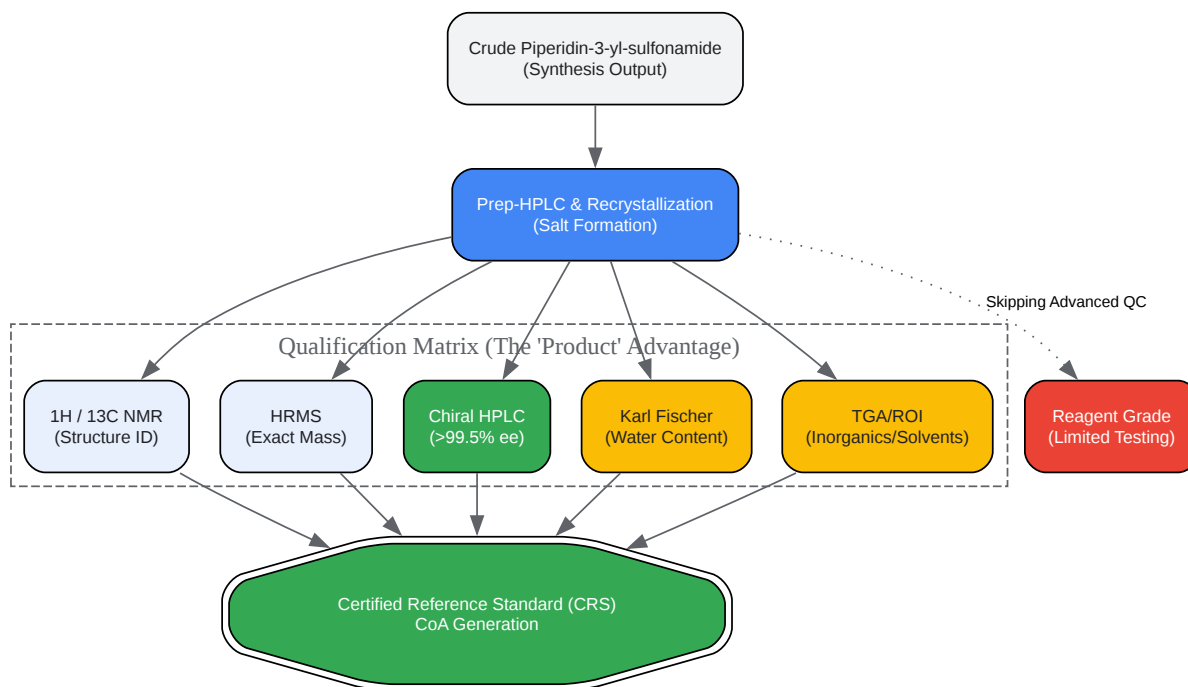 Crude Piperidin-3-yl-sulfonamide
(Synthesis Output)
Prep-HPLC & Recrystallization
(Salt Formation)
Skipping Advanced QC
Qualification Matrix (The 'Product' Advantage)
1H / 13C NMR
(Structure ID)
HRMS
(Exact Mass)
Chiral HPLC
(>99.5% ee)
Karl Fischer
(Water Content)
TGA/ROI
(Inorganics/Solvents)
Reagent Grade
(Limited Testing)
Certified Reference Standard (CRS)
CoA Generation